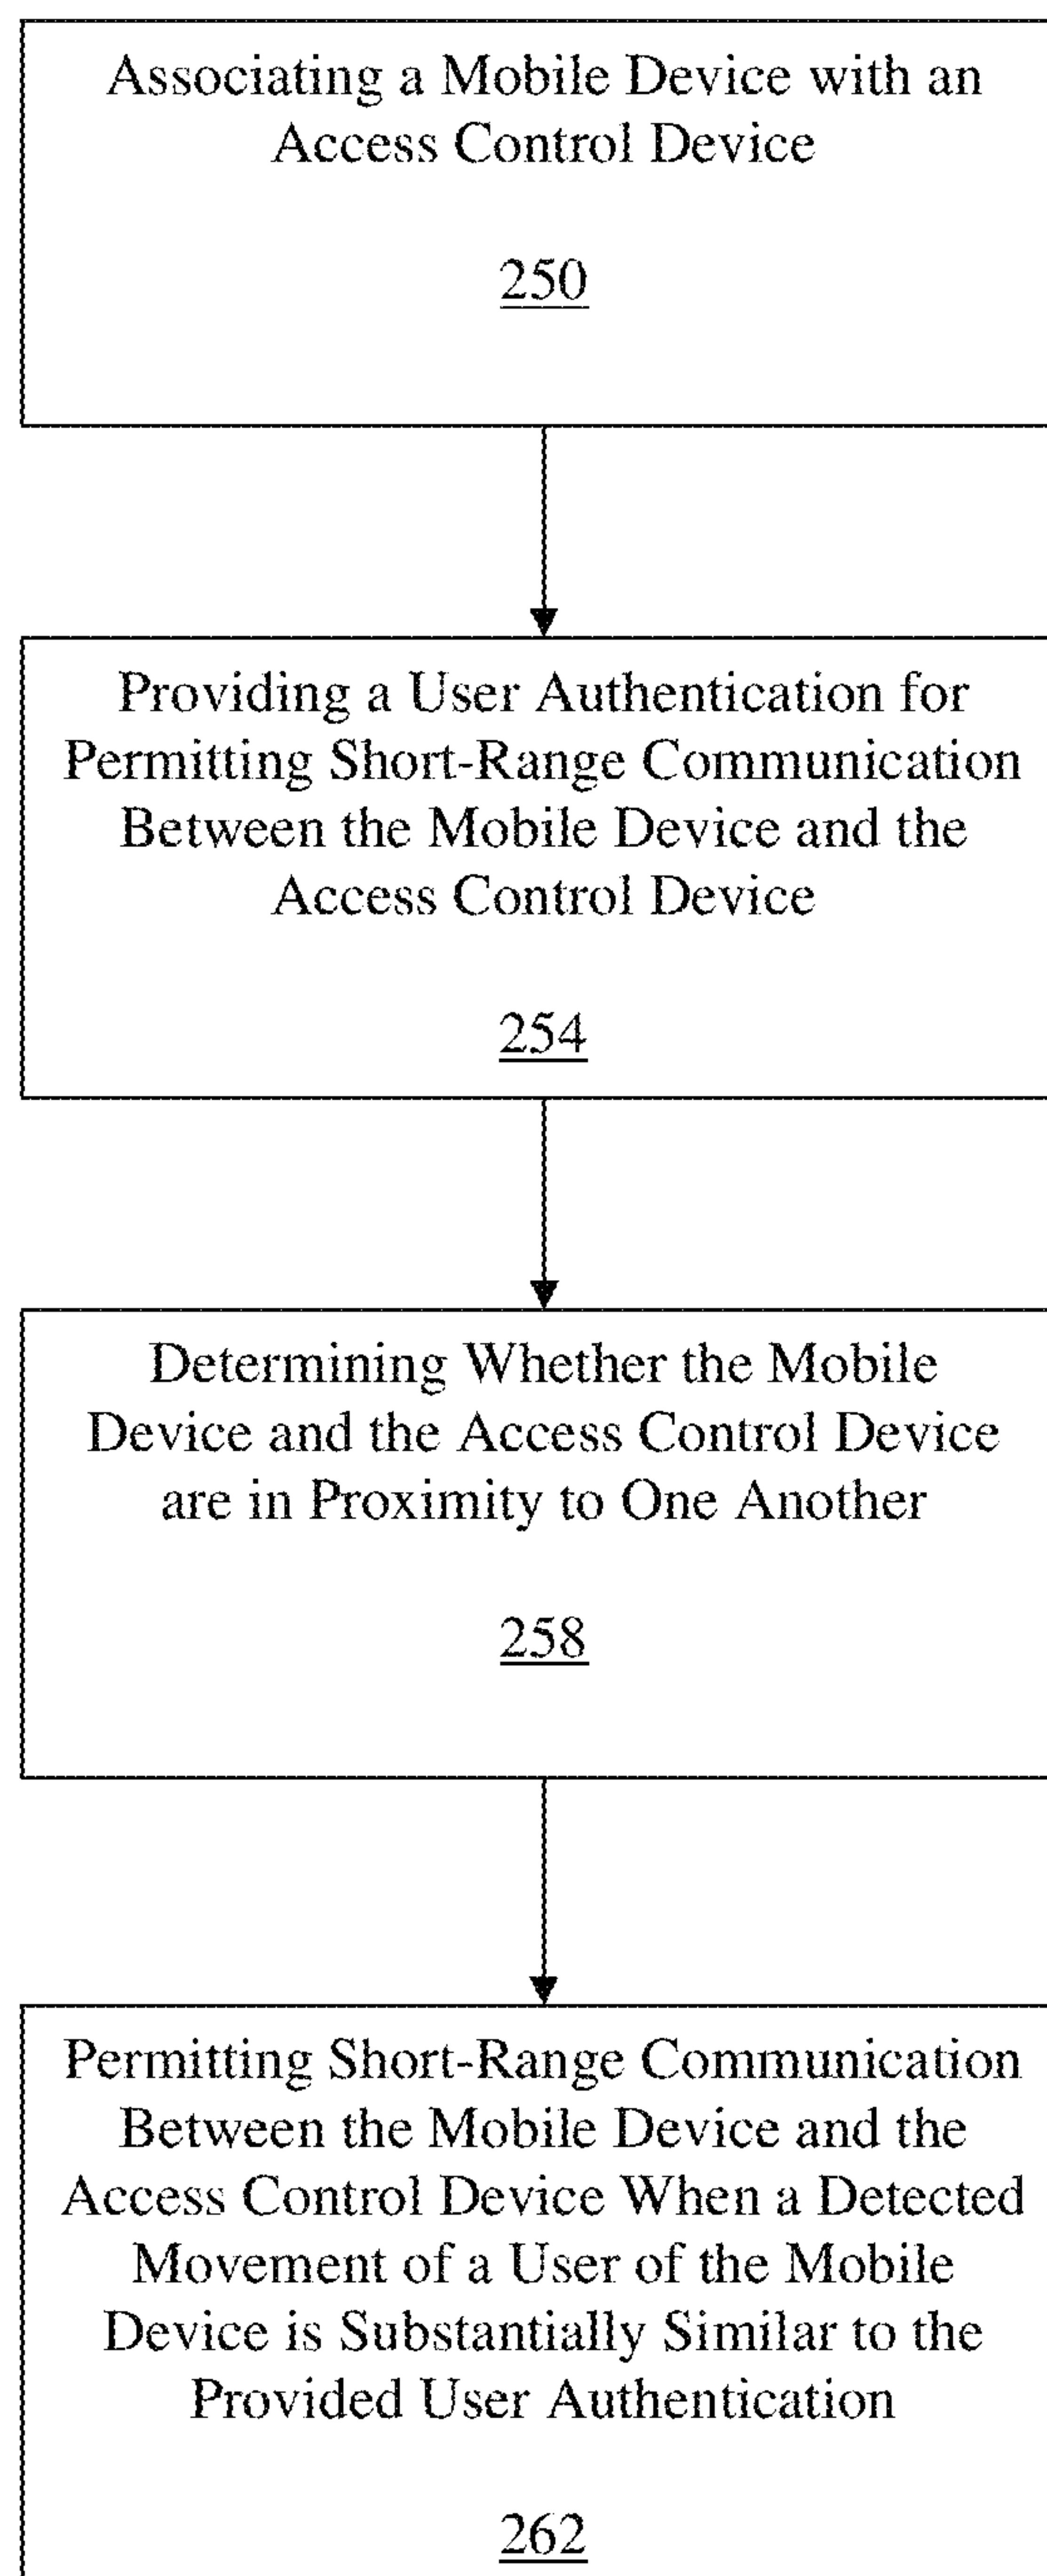 Associating a Mobile Device with an
Access Control Device
250
Providing a User Authentication for
Permitting Short-Range Communication
Between the Mobile Device and the
Access Control Device
254
Determining Whether the Mobile
Device and the Access Control Device
are in Proximity to One Another
258
Permitting Short-Range Communication
Between the Mobile Device and the
Access Control Device When a Detected
Movement of a User of the Mobile
Device is Substantially Similar to the
Provided User Authentication
262